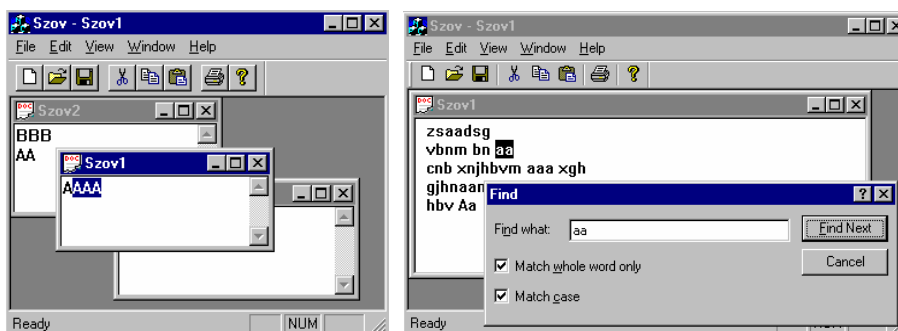 Szov - Szov1
File Edit View Window Help
Szov2
BBB
AA
Szov1
AAAA
Ready NUM
Szov - Szov1
File Edit View Window Help
Szov1
zsaadsg
vbnm bn aa
cnb xnjhbvm aaa xgh
gjhnaan
hbv Aa
Find
Find what: aa
Find Next
Match whole word only
Cancel
Match case
Ready